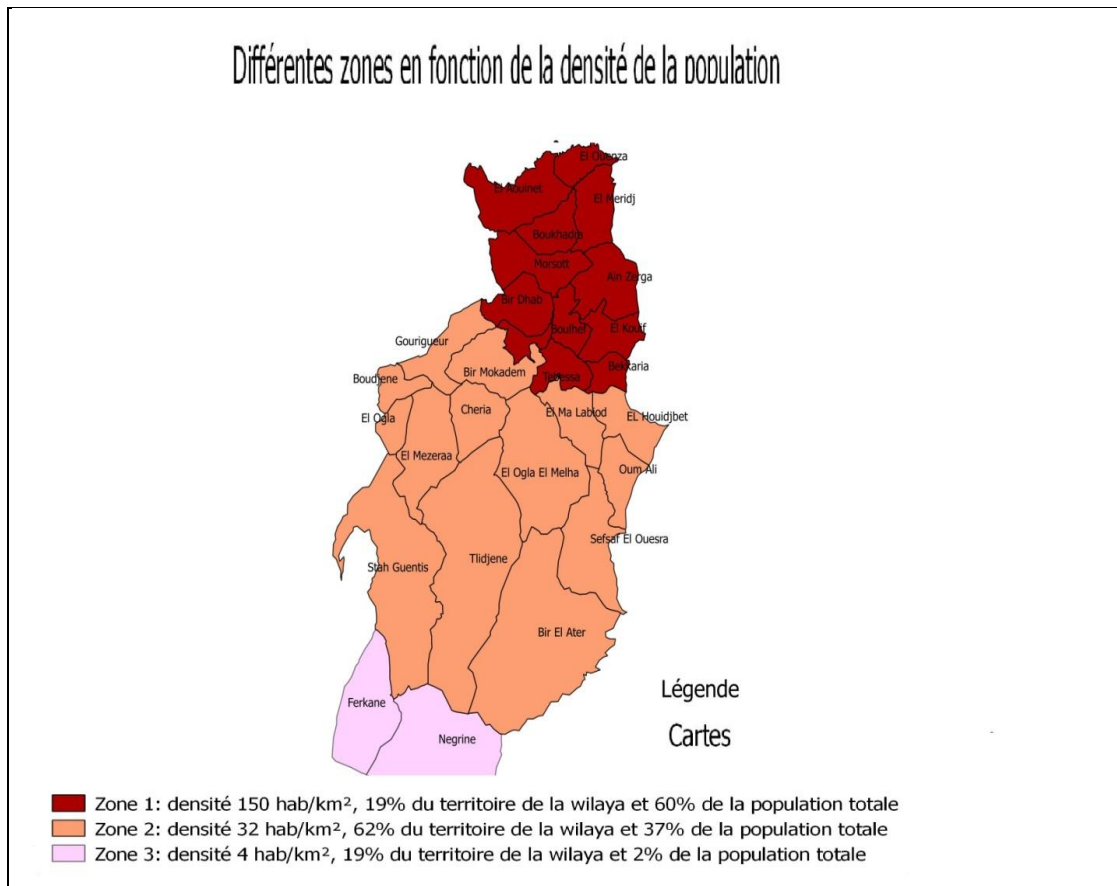 Différentes zones en fonction de la densité de la population
El Ouenza
El Aouinet
El Meridj
Boukhadra
Morsott
Ain Zerga
Bir Dhab
Boulhef
El Kouif
Gourigueur
Bir Mokadem
Bekkaria
Tebessa
Boudjene
Cheria
El Ma Labiod
EL Houidjbet
El Ogla
El Mezeraa
El Ogla El Melha
Oum Ali
Sefsaf El Ouesra
Tlidjene
Stah Guentis
Bir El Ater
Ferkane
Negrine
Légende
Cartes
Zone 1: densité 150 hab/km², 19% du territoire de la wilaya et 60% de la population totale
Zone 2: densité 32 hab/km², 62% du territoire de la wilaya et 37% de la population totale
Zone 3: densité 4 hab/km², 19% du territoire de la wilaya et 2% de la population totale